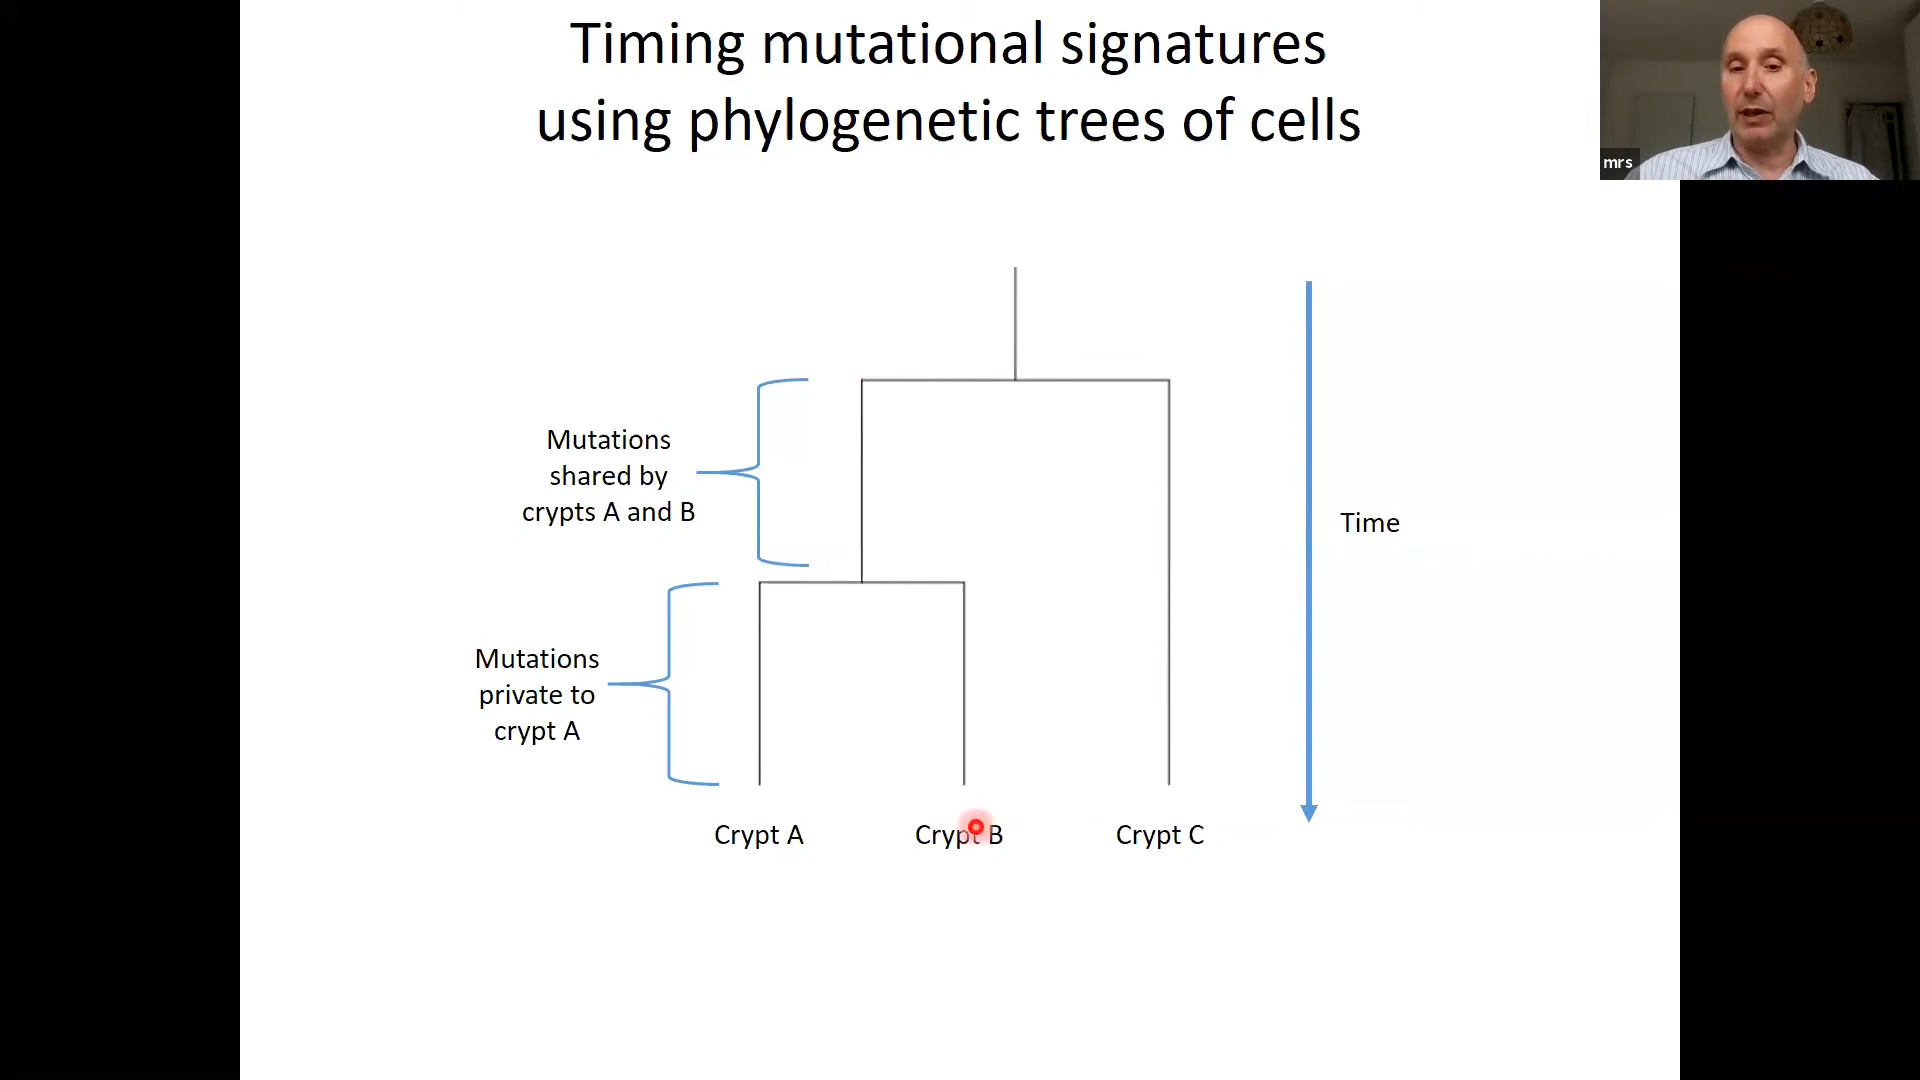 Timing mutational signatures
using phylogenetic trees of cells
mrs
Mutations
shared by
crypts A and B
Time
Mutations
private to
crypt A
Crypt A
Crypt B
Crypt C